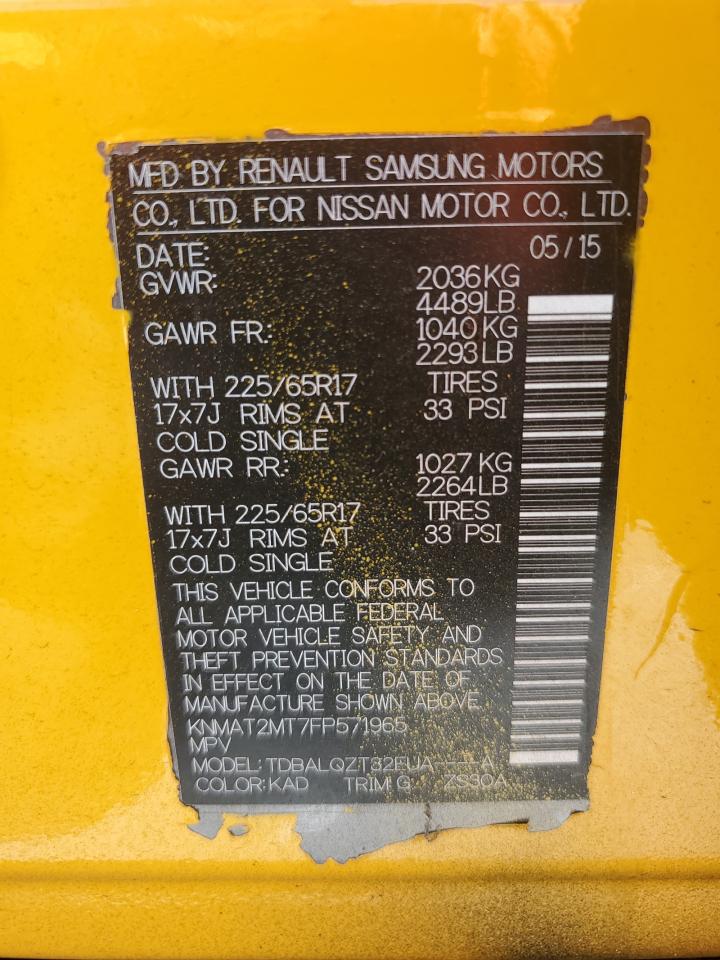 MFD BY RENAULT SAMSUNG MOTORS
CO., LTD. FOR NISSAN MOTOR CO., LTD.
DATE: 05/15
GVWR: 2036KG
4489LB
GAWR FR: 1040KG
2293LB
WITH 225/65R17 TIRES
17x7J RIMS AT 33 PSI
COLD SINGLE
GAWR RR: 1027KG
2264LB
WITH 225/65R17 TIRES
17x7J RIMS AT 33 PSI
COLD SINGLE
THIS VEHICLE CONFORMS TO
ALL APPLICABLE FEDERAL
MOTOR VEHICLE SAFETY AND
THEFT PREVENTION STANDARDS
IN EFFECT ON THE DATE OF
MANUFACTURE SHOWN ABOVE
KNMAT2MT7FP571965
MPV
MODEL: TDBALQZT32EUA----A
COLOR: KAD TRIM: G ZS30A